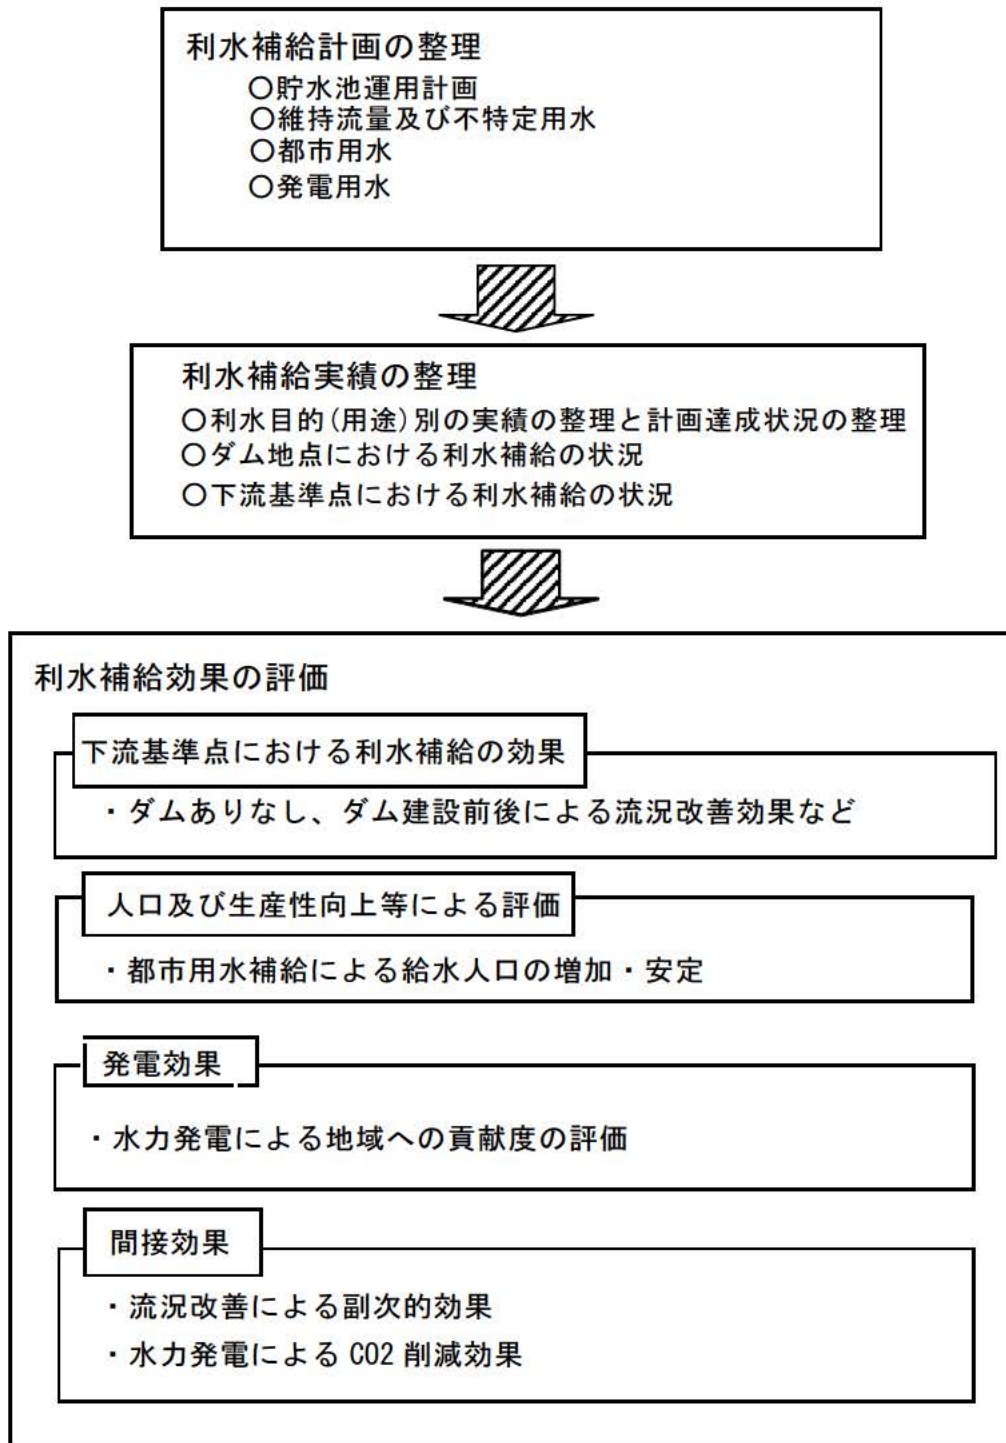 利水補給計画の整理
○貯水池運用計画
○維持流量及び不特定用水
○都市用水
○発電用水
利水補給実績の整理
○利水目的(用途)別の実績の整理と計画達成状況の整理
○ダム地点における利水補給の状況
○下流基準点における利水補給の状況
利水補給効果の評価
下流基準点における利水補給の効果
・ダムありなし、ダム建設前後による流況改善効果など
人口及び生産性向上等による評価
・都市用水補給による給水人口の増加・安定
発電効果
・水力発電による地域への貢献度の評価
間接効果
・流況改善による副次的効果
・水力発電による CO2 削減効果